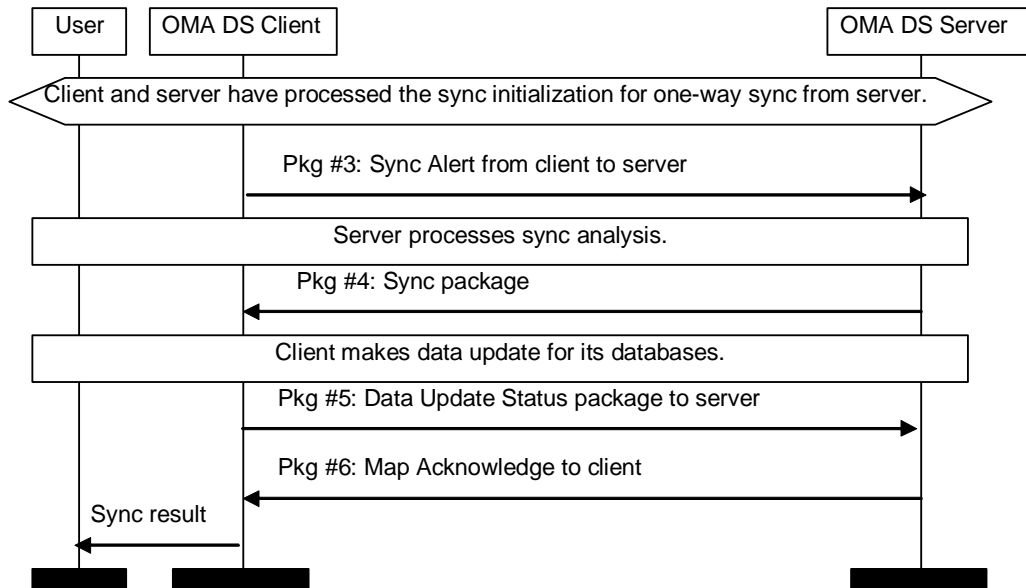 User
OMA DS Client
OMA DS Server
Client and server have processed the sync initialization for one-way sync from server.
Pkg #3: Sync Alert from client to server
Server processes sync analysis.
Pkg #4: Sync package
Client makes data update for its databases.
Pkg #5: Data Update Status package to server
Pkg #6: Map Acknowledge to client
Sync result